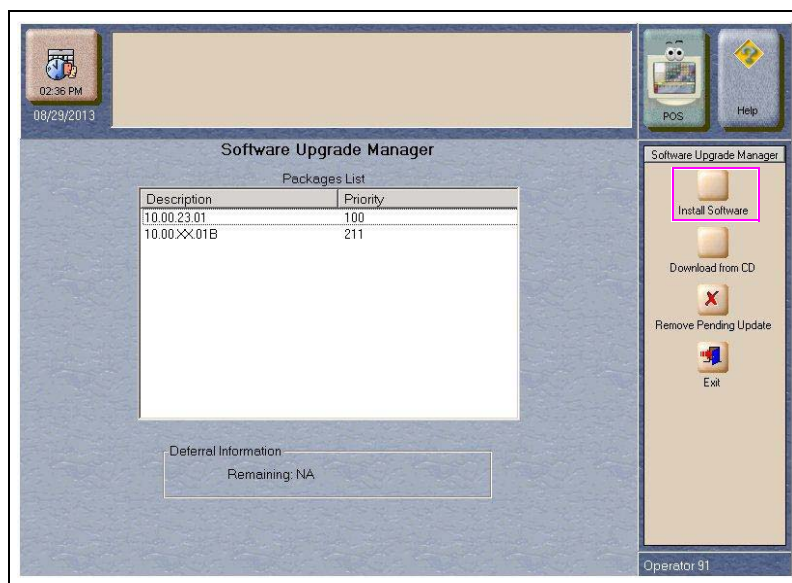 02:36 PM
08/29/2013
POS
Help
Software Upgrade Manager
Packages List
Description Priority
10.00.23.01 100
10.00.XX.01B 211
Deferral Information
Remaining: NA
Software Upgrade Manager
Install Software
Download from CD
Remove Pending Update
Exit
Operator 91